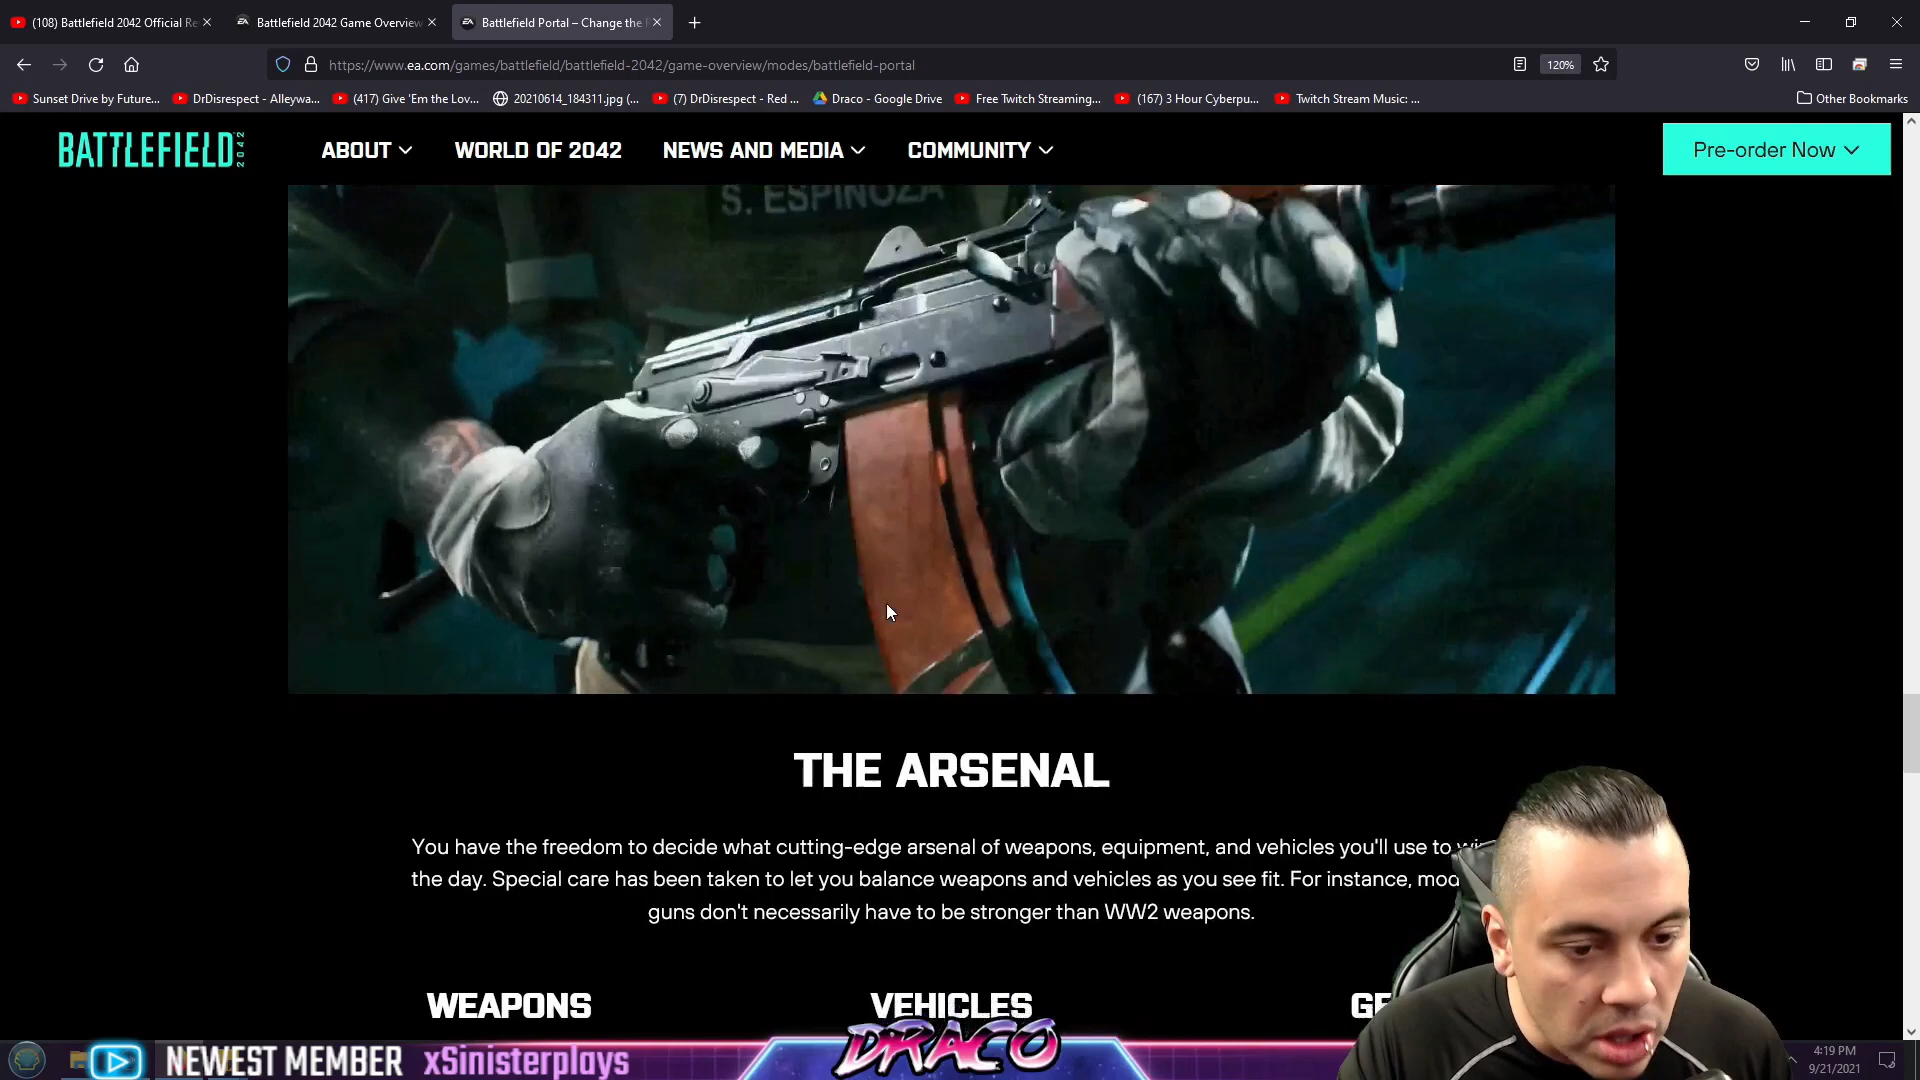 (108) Battlefield 2042 Official Re
Battlefield 2042 Game Overview
Battlefield Portal – Change the
https://www.ea.com/games/battlefield/battlefield-2042/game-overview/modes/battlefield-portal
120%
Sunset Drive by Future...
DrDisrespect - Alleywa...
(417) Give 'Em the Lov...
20210614_184311.jpg (...
(7) DrDisrespect - Red ...
Draco - Google Drive
Free Twitch Streaming...
(167) 3 Hour Cyberpu...
Twitch Stream Music: ...
Other Bookmarks
BATTLEFIELD 2042
ABOUT
WORLD OF 2042
NEWS AND MEDIA
COMMUNITY
Pre-order Now
S. ESPINOZA
THE ARSENAL
You have the freedom to decide what cutting-edge arsenal of weapons, equipment, and vehicles you'll use to
the day. Special care has been taken to let you balance weapons and vehicles as you see fit. For instance, mod
guns don't necessarily have to be stronger than WW2 weapons.
WEAPONS
VEHICLES
NEWEST MEMBER xSinisterplays
DRACO
4:19 PM
9/21/2021